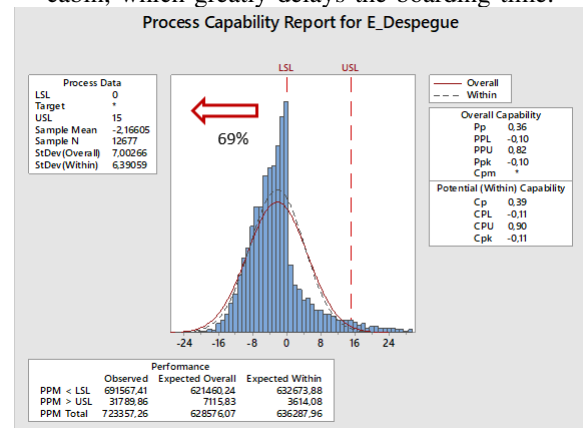 cabin, which greatly delays the boarding time.
Process Capability Report for E_Despegue
LSL USL
Process Data
LSL 0
Target *
USL 15
Sample Mean -2,16605
Sample N 12677
StDev(Overall) 7,00266
StDev(Within) 6,39059
69%
Overall
Within
Overall Capability
Pp 0,36
PPL -0,10
PPU 0,82
Ppk -0,10
Cpm *
Potential (Within) Capability
Cp 0,39
CPL -0,11
CPU 0,90
Cpk -0,11
-24 -16 -8 0 8 16 24
Performance
Observed Expected Overall Expected Within
PPM < LSL 691567,41 621460,24 632673,88
PPM > USL 31789,86 7115,83 3614,08
PPM Total 723357,26 628576,07 636287,96